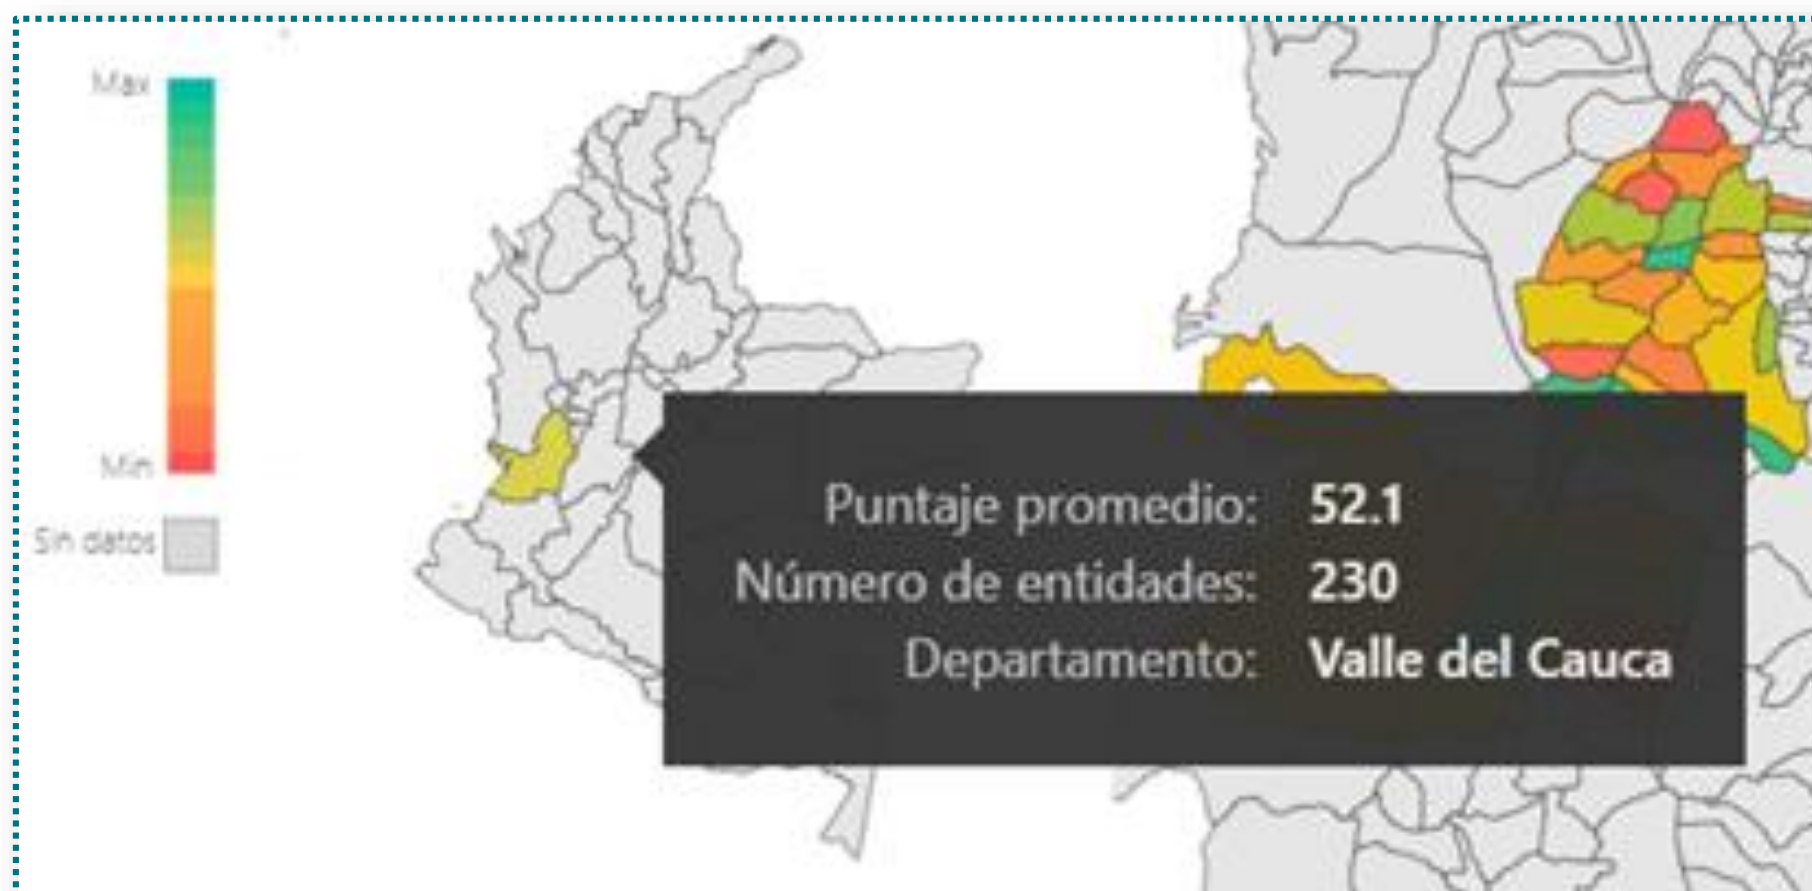 Max
Min
Sin datos
Puntaje promedio: 52.1
Número de entidades: 230
Departamento: Valle del Cauca